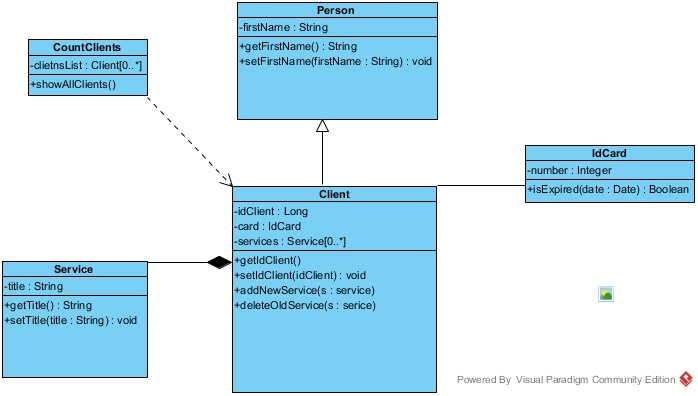 Person
-firstName : String
+getFirstName() : String
+setFirstName(firstName : String) : void
CountClients
-clietnsList : Client[0..*]
+showAllClients()
IdCard
-number : Integer
+isExpired(date : Date) : Boolean
Client
-idClient : Long
-card : IdCard
-services : Service[0..*]
+getIdClient()
+setIdClient(idClient) : void
+addNewService(s : service)
+deleteOldService(s : serice)
Service
-title : String
+getTitle() : String
+setTitle(title : String) : void
Powered By Visual Paradigm Community Edition